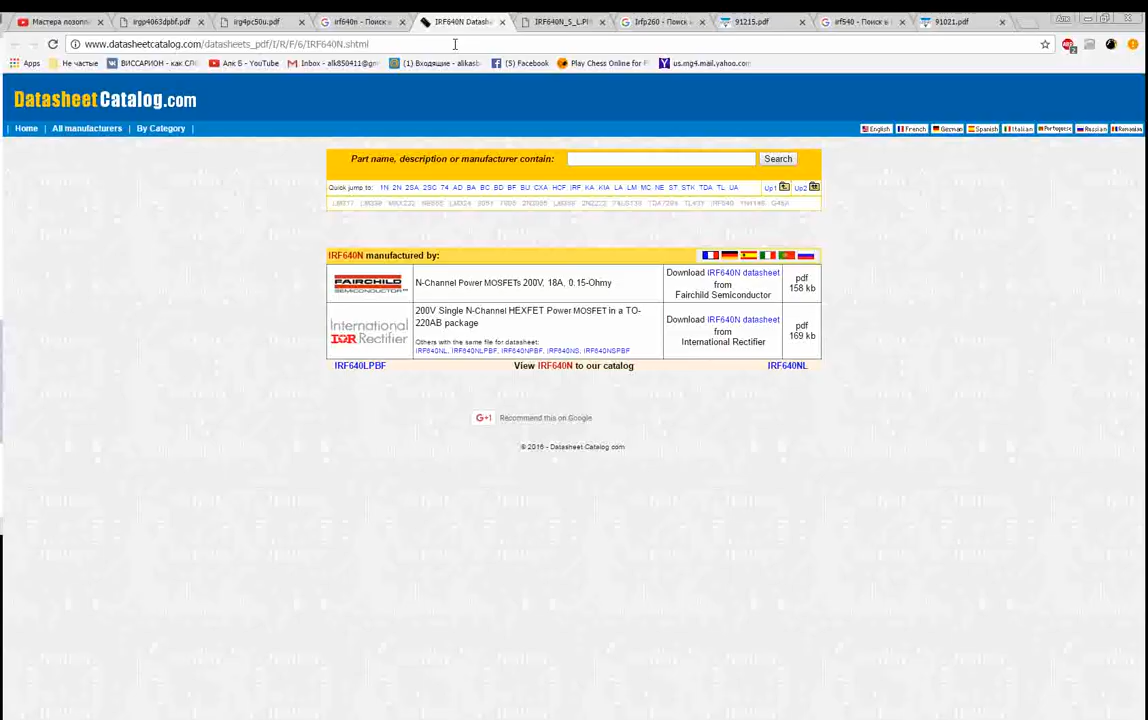 Мастера позолоп
irgp4063dpbf.pdf
irg4pc50u.pdf
irf640n - Поиск в
IRF640N Datashe
IRF640N_S_L.PM
Irfp260 - Поиск в
91215.pdf
irf540 - Поиск в
91021.pdf
www.datasheetcatalog.com/datasheets_pdf/I/R/F/6/IRF640N.shtml
Apps
Не частые
ВИССАРИОН - как СЛ
Алк Б - YouTube
Inbox - alk850411@gm
(1) Входящие - alikasb
(5) Facebook
Play Chess Online for F
us.mg4.mail.yahoo.com
DatasheetCatalog.com
| Home | All manufacturers | By Category |
English French German Spanish Italian Portuguese Russian Romanian
Part name, description or manufacturer contain: Search
Quick jump to: 1N 2N 2SA 2SC 74 AD BA BC BD BF BU CXA HCF IRF KA KIA LA LM MC NE ST STK TDA TL UA Up1 Up2
IRF640N manufactured by:
FAIRCHILD
SEMICONDUCTOR
N-Channel Power MOSFETs 200V, 18A, 0.15-Ohmy
Download IRF640N datasheet
from
Fairchild Semiconductor
pdf
158 kb
International
IOR Rectifier
200V Single N-Channel HEXFET Power MOSFET in a TO-
220AB package
Others with the same file for datasheet:
IRF640NL, IRF640NLPBF, IRF640NPBF, IRF640NS, IRF640NSPBF
Download IRF640N datasheet
from
International Rectifier
pdf
169 kb
IRF640LPBF View IRF640N to our catalog IRF640NL
G+1 Recommend this on Google
© 2016 - Datasheet Catalog.com